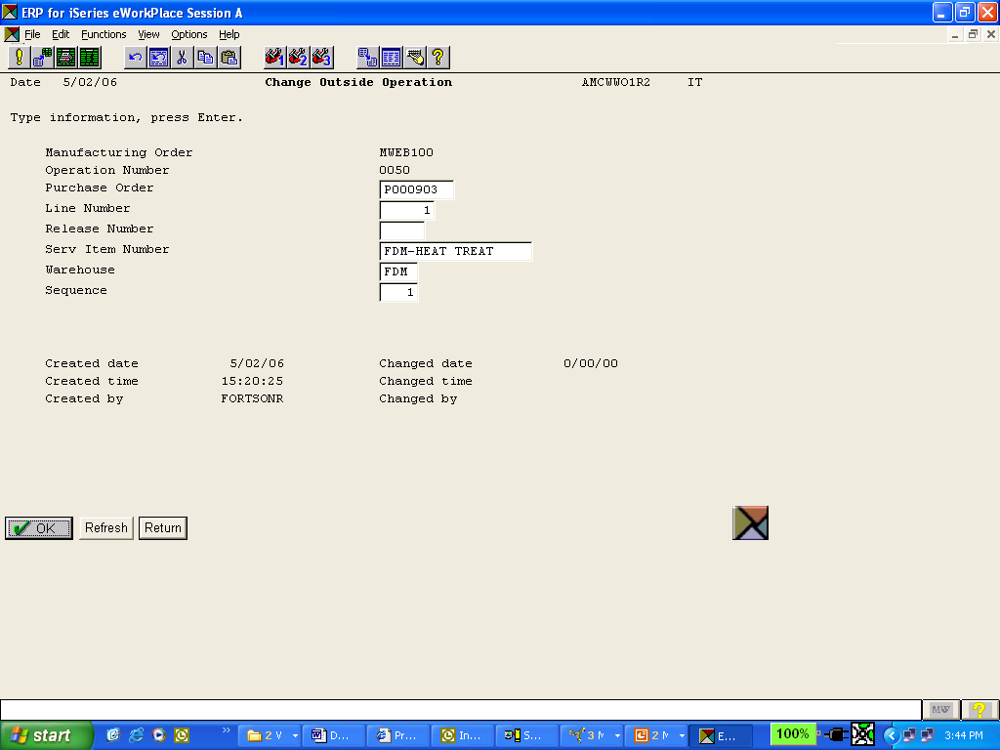 ERP for iSeries eWorkPlace Session A
File Edit Functions View Options Help
1 2 3 ?
Date 5/02/06 Change Outside Operation AMCWWO1R2 IT
Type information, press Enter.
Manufacturing Order MWEB100
Operation Number 0050
Purchase Order P000903
Line Number 1
Release Number
Serv Item Number FDM-HEAT TREAT
Warehouse FDM
Sequence 1
Created date 5/02/06 Changed date 0/00/00
Created time 15:20:25 Changed time
Created by FORTSONR Changed by
OK Refresh Return
MW ?
start 2 V D... Pr... In... S... 3 M 2 M E... 100% 3:44 PM